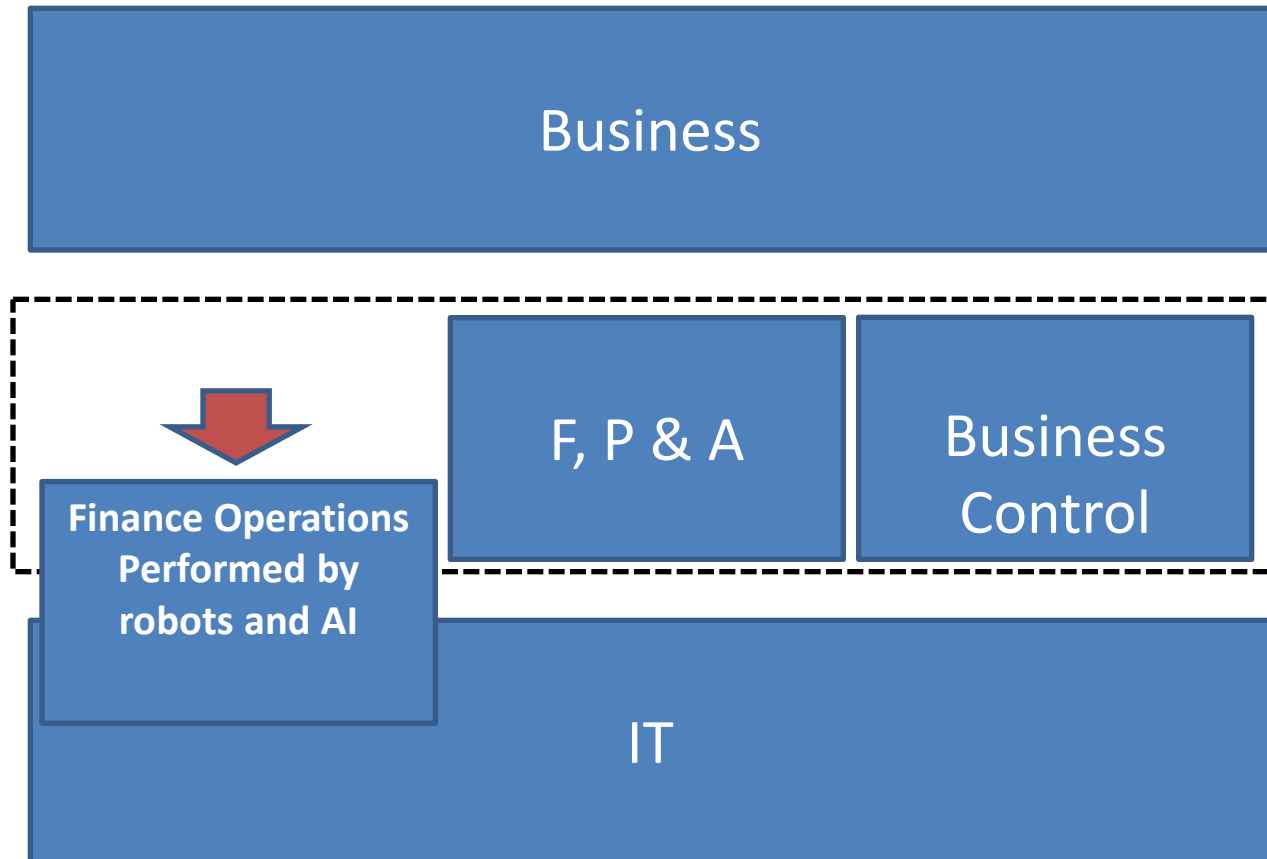 Business
F, P & A
Business
Control
Finance Operations
Performed by
robots and AI
IT